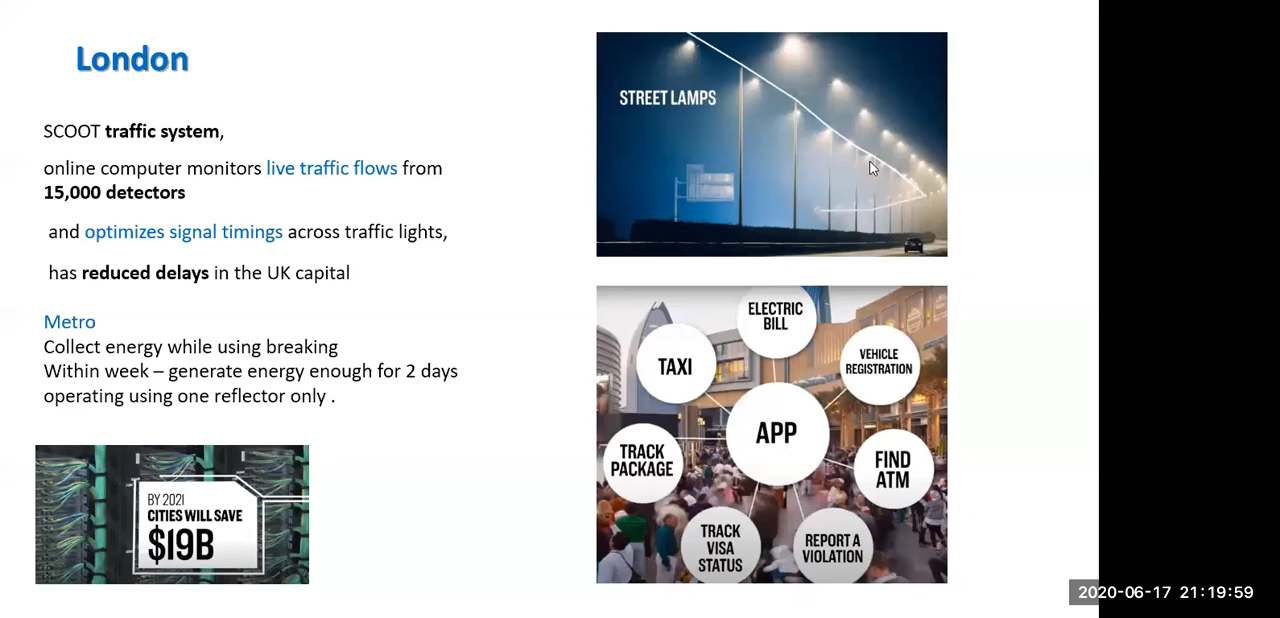 London
SCOOT traffic system,
online computer monitors live traffic flows from
15,000 detectors
and optimizes signal timings across traffic lights,
has reduced delays in the UK capital
Metro
Collect energy while using breaking
Within week – generate energy enough for 2 days
operating using one reflector only .
BY 2021
CITIES WILL SAVE
$19B
STREET LAMPS
ELECTRIC
BILL
TAXI
VEHICLE
REGISTRATION
APP
TRACK
PACKAGE
FIND
ATM
TRACK
VISA
STATUS
REPORT A
VIOLATION
2020-06-17 21:19:59